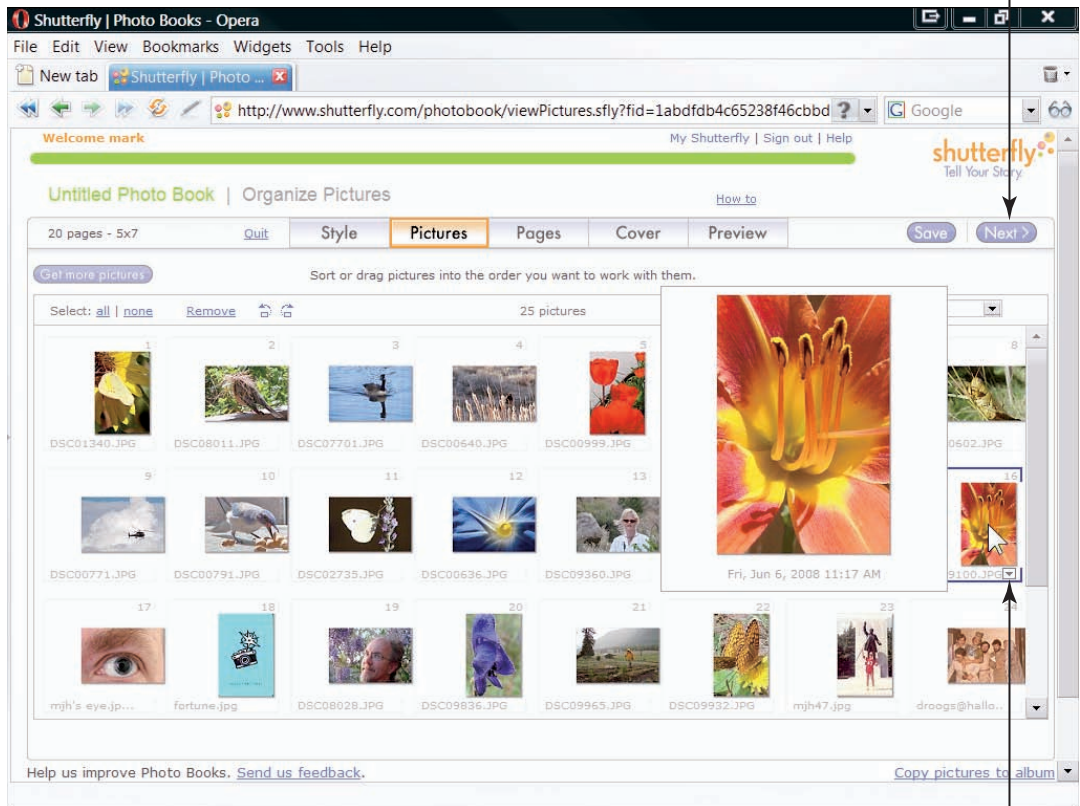 Shutterfly | Photo Books - Opera
File Edit View Bookmarks Widgets Tools Help
New tab Shutterfly | Photo ...
http://www.shutterfly.com/photobook/viewPictures.sfly?fid=1abdfdb4c65238f46cbbd ? Google
Welcome mark My Shutterfly | Sign out | Help
shutterfly
Tell Your Story.
Untitled Photo Book | Organize Pictures How to
20 pages - 5x7 Quit Style Pictures Pages Cover Preview Save Next >
Get more pictures Sort or drag pictures into the order you want to work with them.
Select: all | none Remove 25 pictures
1 2 3 4 5 8
DSC01340.JPG DSC08011.JPG DSC07701.JPG DSC00640.JPG DSC00999.JPG 0602.JPG
9 10 11 12 13 16
DSC00771.JPG DSC00791.JPG DSC02735.JPG DSC00636.JPG DSC09360.JPG 9100.JPG
Fri, Jun 6, 2008 11:17 AM
17 18 19 20 21 22 23 24
mjh's eye.jp... fortune.jpg DSC08028.JPG DSC09836.JPG DSC09965.JPG DSC09932.JPG mjh47.jpg droogs@hallo..
Help us improve Photo Books. Send us feedback. Copy pictures to album